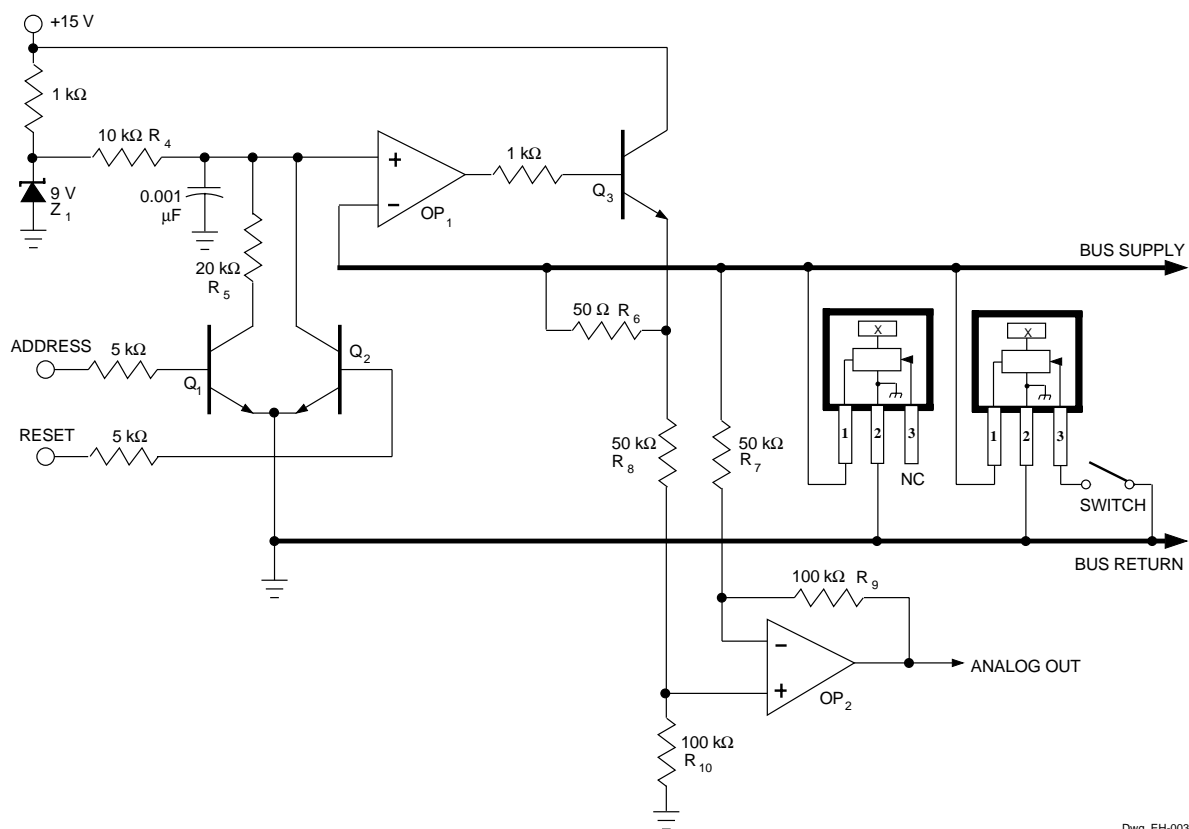 +15 V
1 kΩ
10 kΩ R4
9 V
Z1
0.001
μF
+
−
OP1
1 kΩ
Q3
20 kΩ
R5
BUS SUPPLY
50 Ω R6
X
X
ADDRESS
5 kΩ
Q1
Q2
RESET
5 kΩ
50 kΩ
R8
50 kΩ
R7
1
2
3
NC
1
2
3
SWITCH
BUS RETURN
100 kΩ R9
−
+
OP2
ANALOG OUT
100 kΩ
R10
Dwg. EH-003